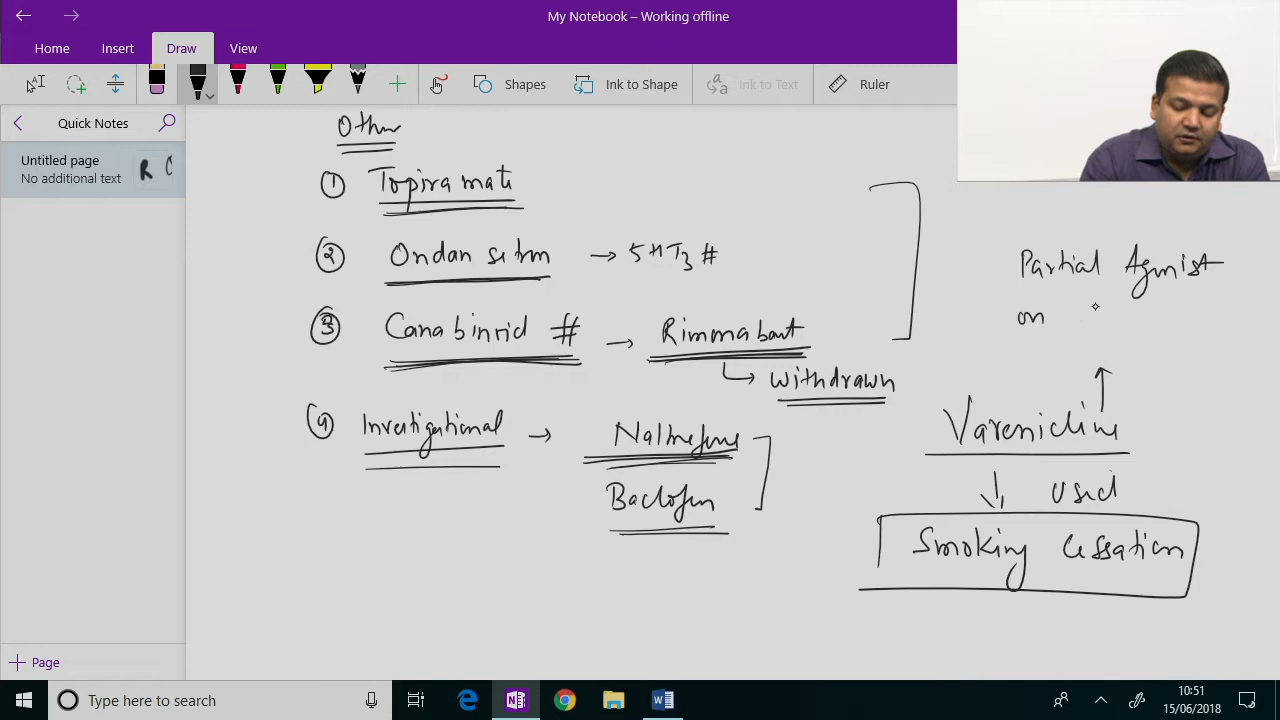 My Notebook – Working offline
Home Insert Draw View
Shapes Ink to Shape Ink to Text Ruler
Quick Notes
Untitled page
No additional text
R C
Other
① Topiramate
② Ondansetron → 5HT3 #
③ Canabinoid # → Rimonabant
↳ withdrawn
④ Investigational → Nalmefene
Baclofen
Partial Agonist
on
↑
Varenicline
↓ used
Smoking Cessation
+ Page
Type here to search
10:51
15/06/2018